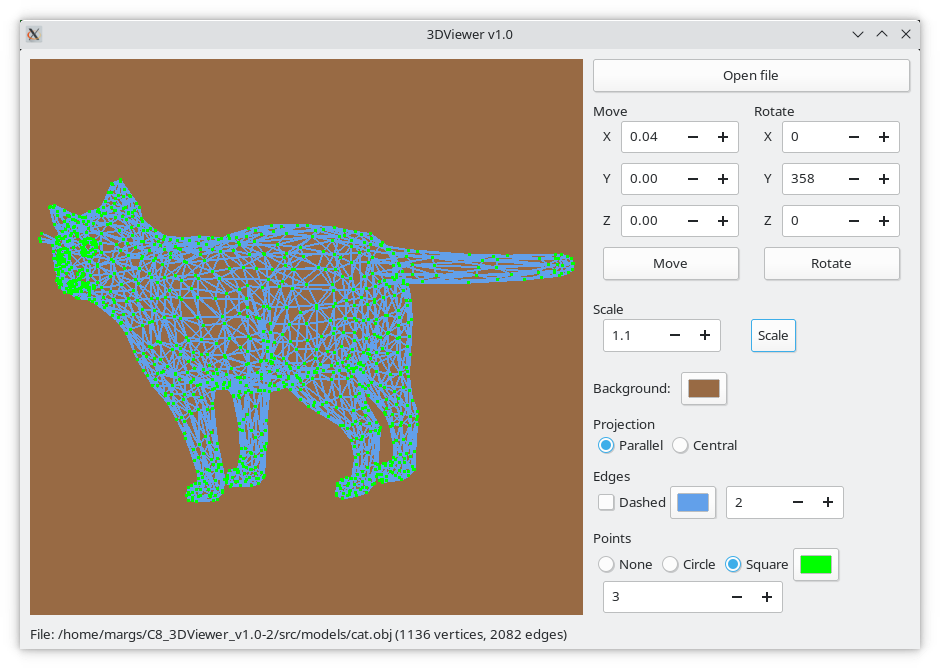 3DViewer v1.0
Open file
Move Rotate
X 0.04 X 0
Y 0.00 Y 358
Z 0.00 Z 0
Move Rotate
Scale
1.1 Scale
Background:
Projection
Parallel Central
Edges
Dashed 2
Points
None Circle Square
3
File: /home/margs/C8_3DViewer_v1.0-2/src/models/cat.obj (1136 vertices, 2082 edges)